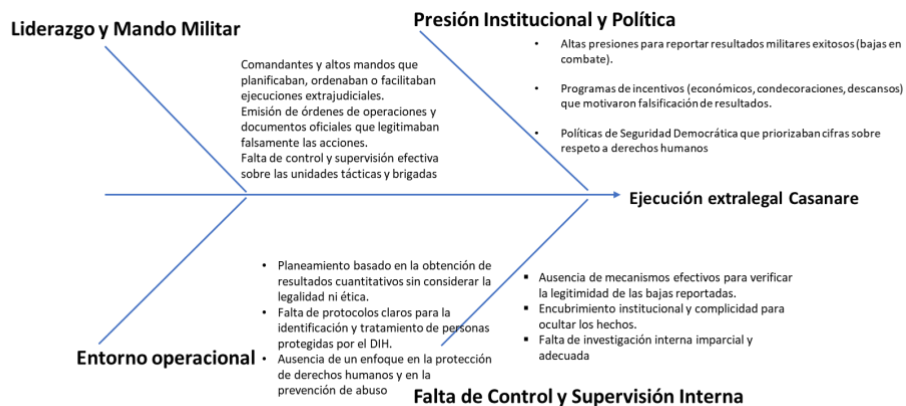 Liderazgo y Mando Militar
Comandantes y altos mandos que
planificaban, ordenaban o facilitaban
ejecuciones extrajudiciales.
Emisión de órdenes de operaciones y
documentos oficiales que legitimaban
falsamente las acciones.
Falta de control y supervisión efectiva
sobre las unidades tácticas y brigadas
Presión Institucional y Política
• Altas presiones para reportar resultados militares exitosos (bajas en
combate).
• Programas de incentivos (económicos, condecoraciones, descansos)
que motivaron falsificación de resultados.
• Políticas de Seguridad Democrática que priorizaban cifras sobre
respeto a derechos humanos
Ejecución extralegal Casanare
Entorno operacional
• Planeamiento basado en la obtención de
resultados cuantitativos sin considerar la
legalidad ni ética.
• Falta de protocolos claros para la
identificación y tratamiento de personas
protegidas por el DIH.
• Ausencia de un enfoque en la protección
de derechos humanos y en la
prevención de abuso
▪ Ausencia de mecanismos efectivos para verificar
la legitimidad de las bajas reportadas.
▪ Encubrimiento institucional y complicidad para
ocultar los hechos.
▪ Falta de investigación interna imparcial y
adecuada
Falta de Control y Supervisión Interna